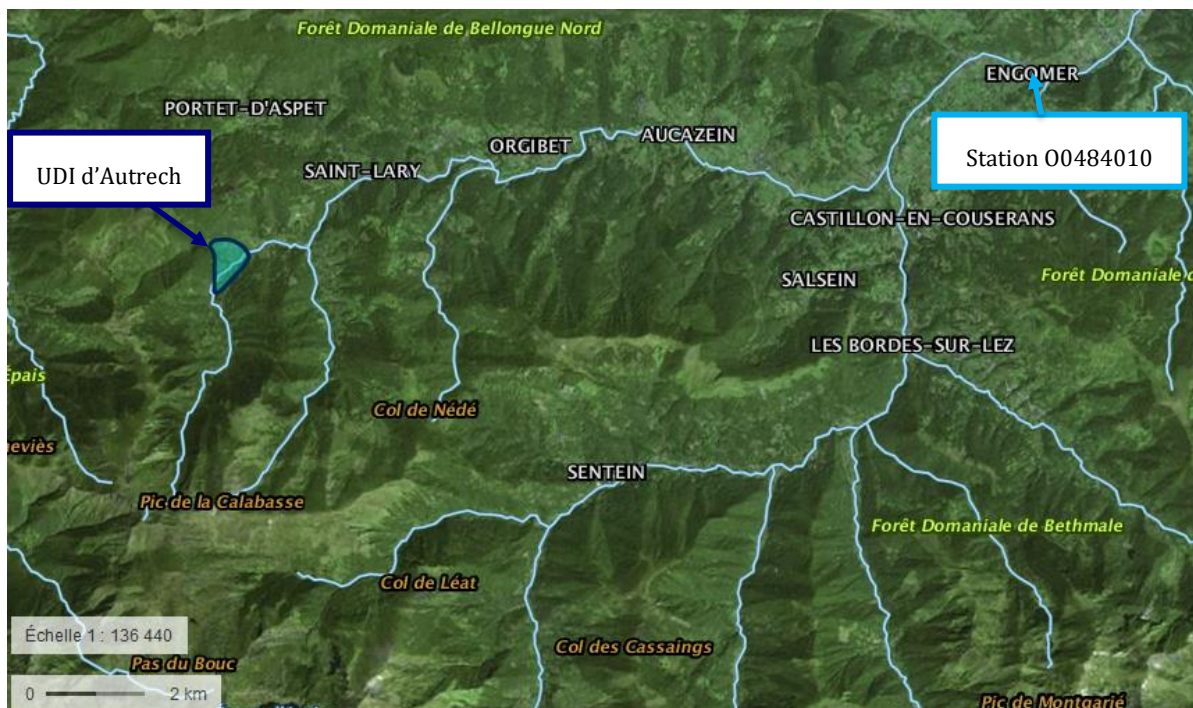 Forêt Domaniale de Bellongue Nord
ENGOMER
PORTET-D'ASPET
AUCAZEIN
ORGIBET
Station O0484010
UDI d'Autrech
SAINT-LARY
CASTILLON-EN-COUSERANS
SALSEIN
Forêt Domaniale d
LES BORDES-SUR-LEZ
Épais
Col de Nédé
neviès
SENTEIN
Pic de la Calabasse
Forêt Domaniale de Bethmale
Col de Léat
Échelle 1 : 136 440
Col des Cassaings
Pas du Bouc
0 2 km
Pic de Montgarié